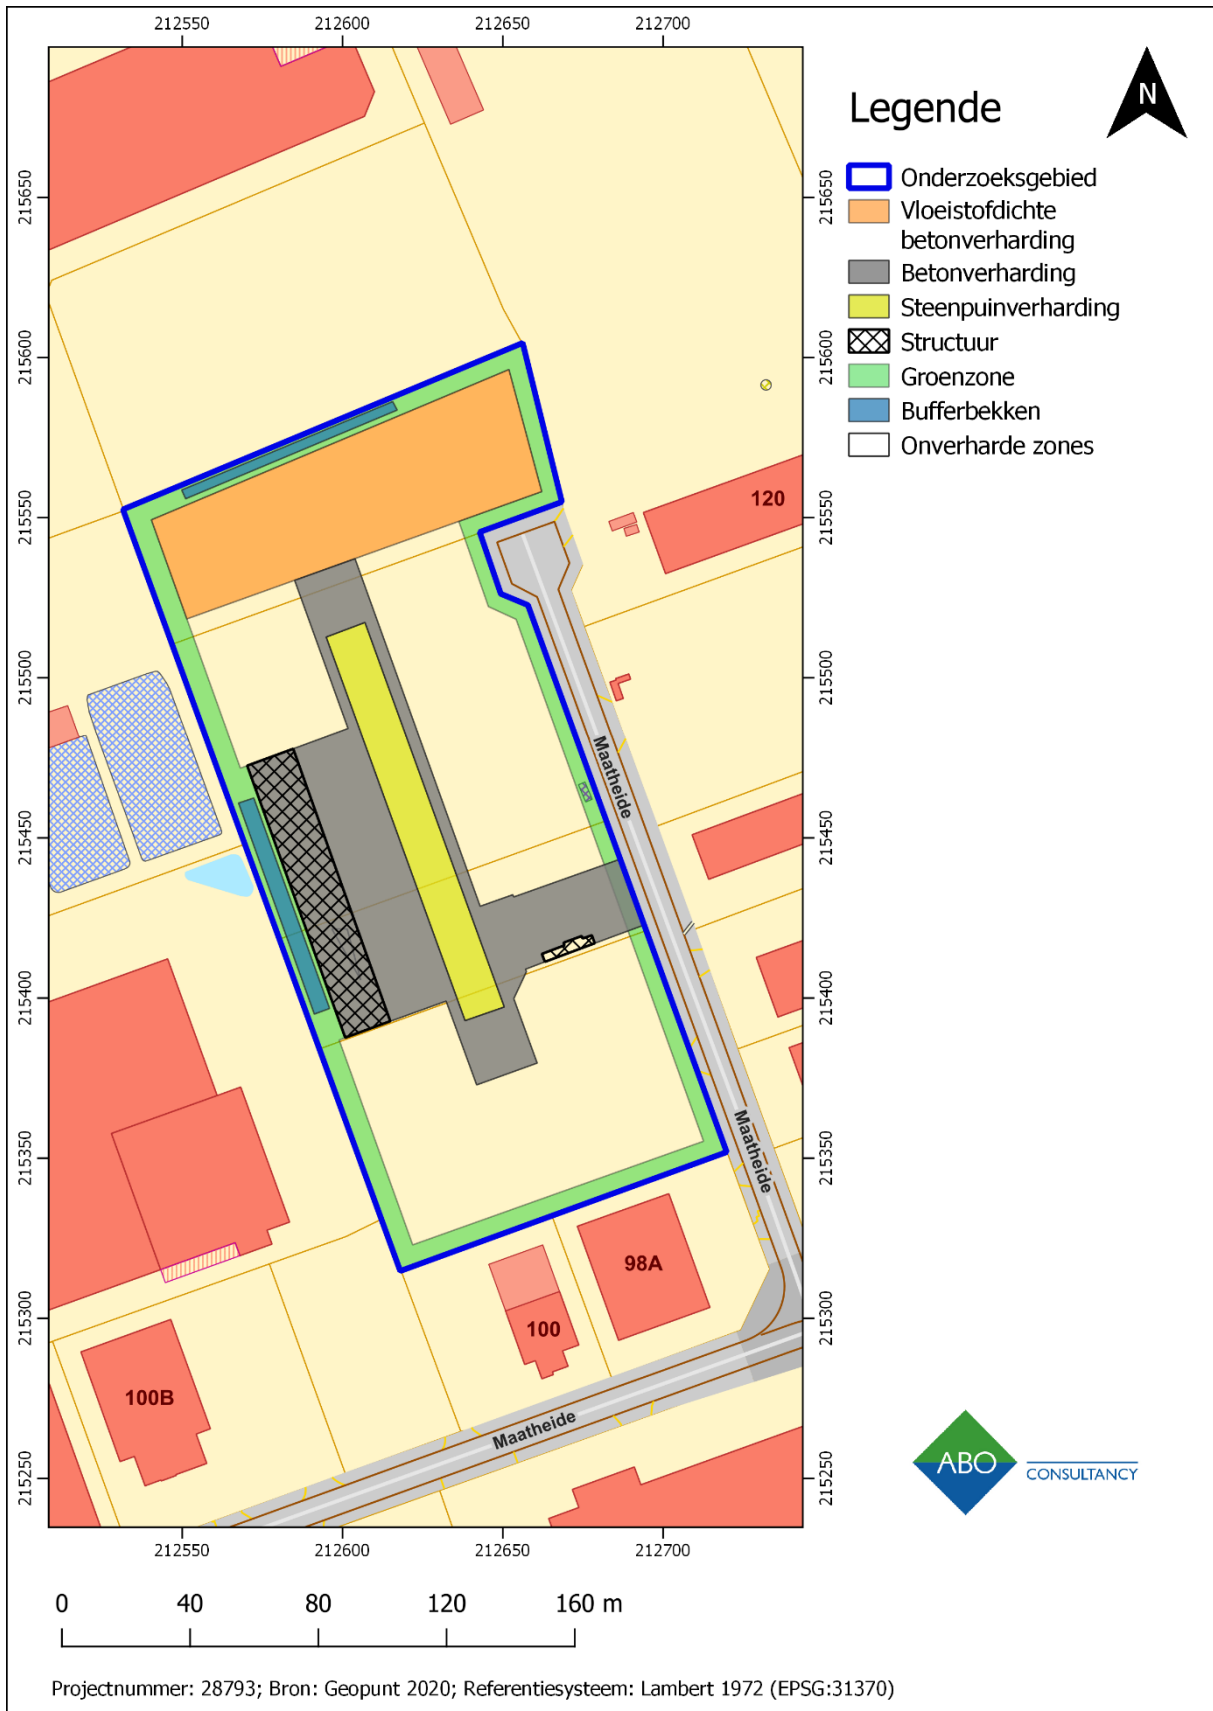 212550 212600 212650 212700
Legende
N
Onderzoeksgebied
Vloeistofdichte
betonverharding
Betonverharding
Steenpuinverharding
Structuur
Groenzone
Bufferbekken
Onverharde zones
215650 215650
215600 215600
215550 215550
215500 215500
215450 215450
215400 215400
215350 215350
215300 215300
215250 215250
120
Maatheide
Maatheide
98A
100
100B
Maatheide
ABO
CONSULTANCY
212550 212600 212650 212700
0 40 80 120 160 m
Projectnummer: 28793; Bron: Geopunt 2020; Referentiesysteem: Lambert 1972 (EPSG:31370)